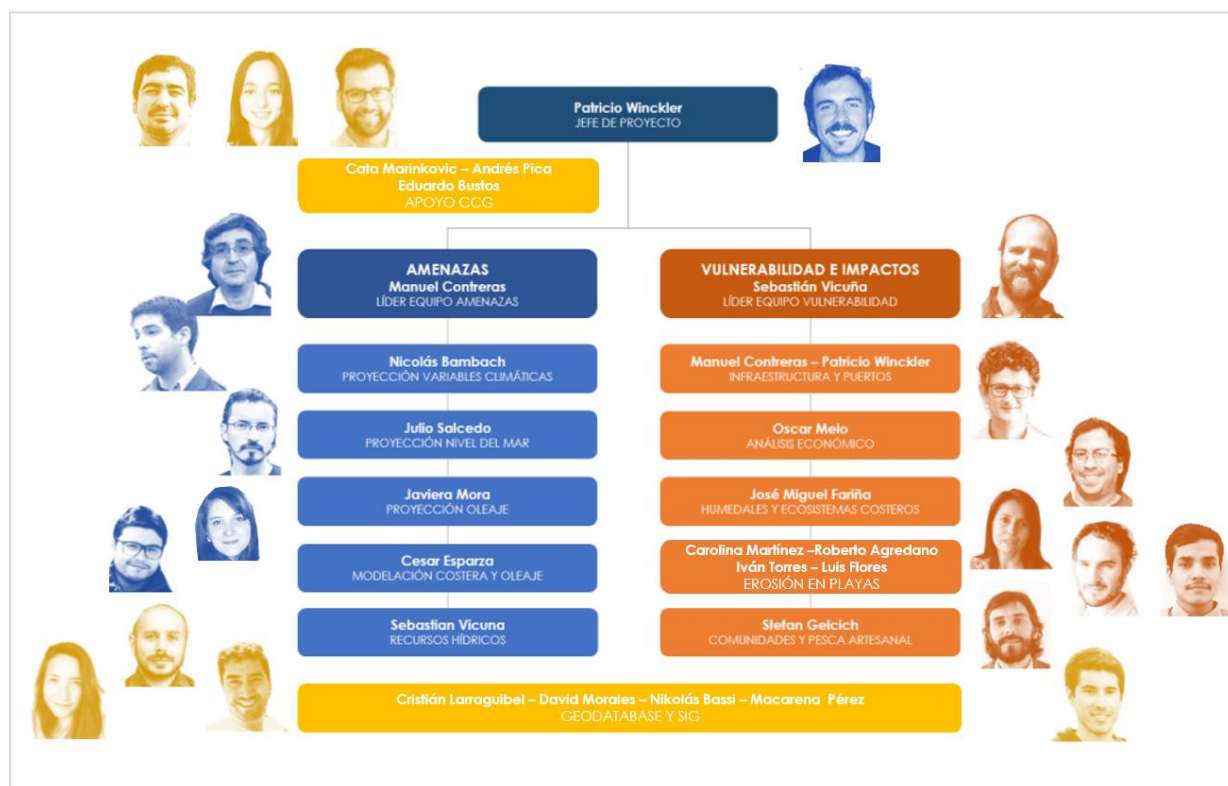 Patricio Winckler
JEFE DE PROYECTO
Cata Marinkovic – Andrés Pica
Eduardo Bustos
APOYO CCG
AMENAZAS
Manuel Contreras
LÍDER EQUIPO AMENAZAS
VULNERABILIDAD E IMPACTOS
Sebastián Vicuña
LÍDER EQUIPO VULNERABILIDAD
Nicolás Bambach
PROYECCIÓN VARIABLES CLIMÁTICAS
Manuel Contreras – Patricio Winckler
INFRAESTRUCTURA Y PUERTOS
Julio Salcedo
PROYECCIÓN NIVEL DEL MAR
Oscar Melo
ANÁLISIS ECONÓMICO
Javiera Mora
PROYECCIÓN OLEAJE
José Miguel Fariña
HUMEDALES Y ECOSISTEMAS COSTEROS
Cesar Esparza
MODELACIÓN COSTERA Y OLEAJE
Carolina Martínez –Roberto Agredano
Iván Torres – Luis Flores
EROSIÓN EN PLAYAS
Sebastian Vicuna
RECURSOS HÍDRICOS
Stefan Gelcich
COMUNIDADES Y PESCA ARTESANAL
Cristián Larraguibel – David Morales – Nikolás Bassi – Macarena Pérez
GEODATABASE Y SIG